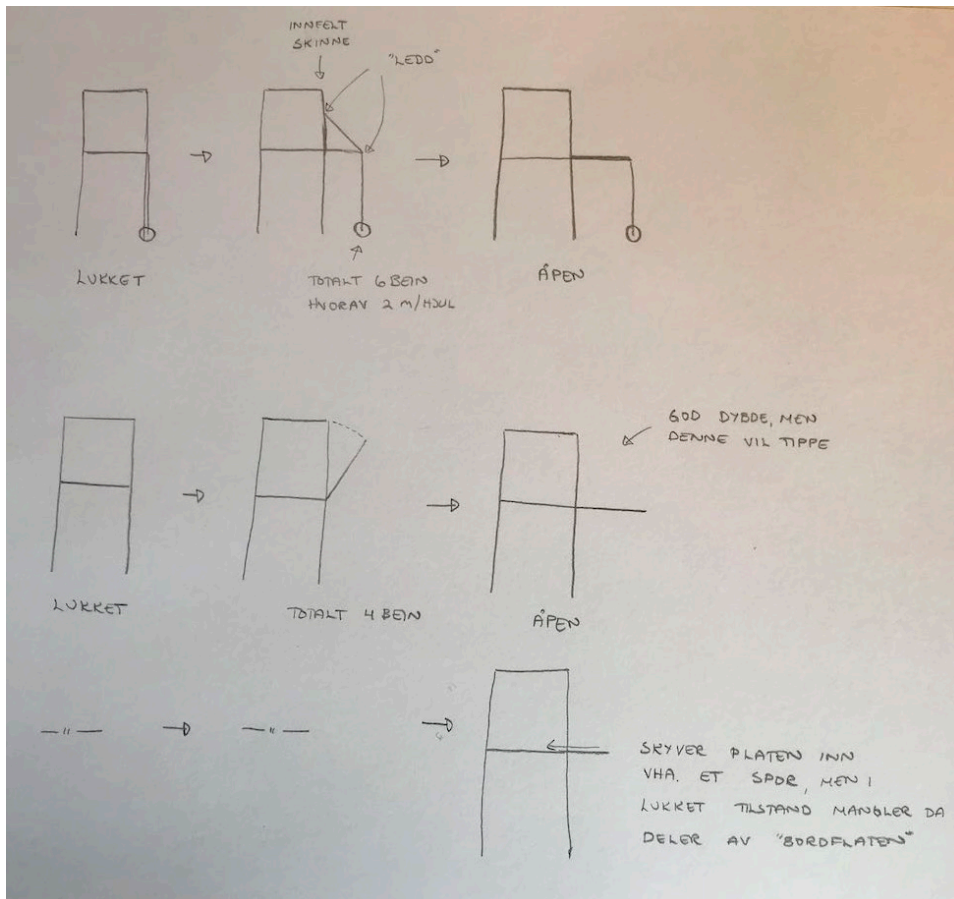 INNFELT
SKINNE
"LEDD"
LUKKET
TOTALT 6 BEIN
HVORAV 2 M/HJUL
ÅPEN
GOD DYBDE, MEN
DENNE VIL TIPPE
LUKKET
TOTALT 4 BEIN
ÅPEN
— " —
— " —
SKYVER PLATEN INN
VHA. ET SPOR, MEN I
LUKKET TILSTAND MANGLER DA
DELER AV "BORDFLATEN"